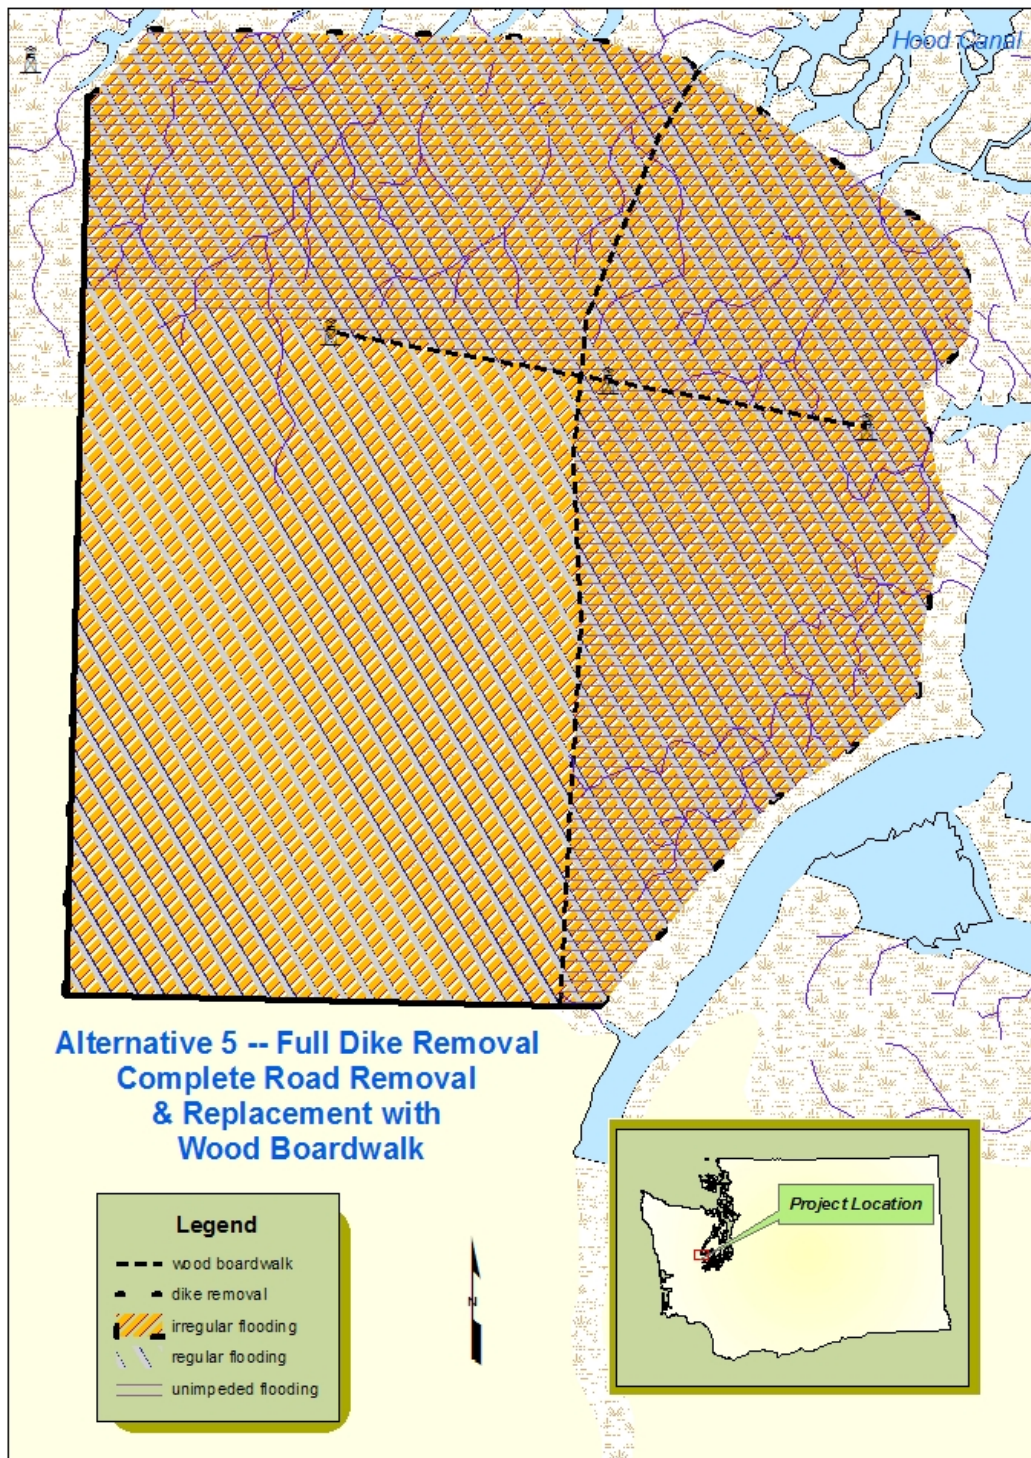 Hood Canal
Alternative 5 -- Full Dike Removal
Complete Road Removal
& Replacement with
Wood Boardwalk
Legend
wood boardwalk
dike removal
irregular flooding
regular flooding
unimpeded flooding
N
Project Location